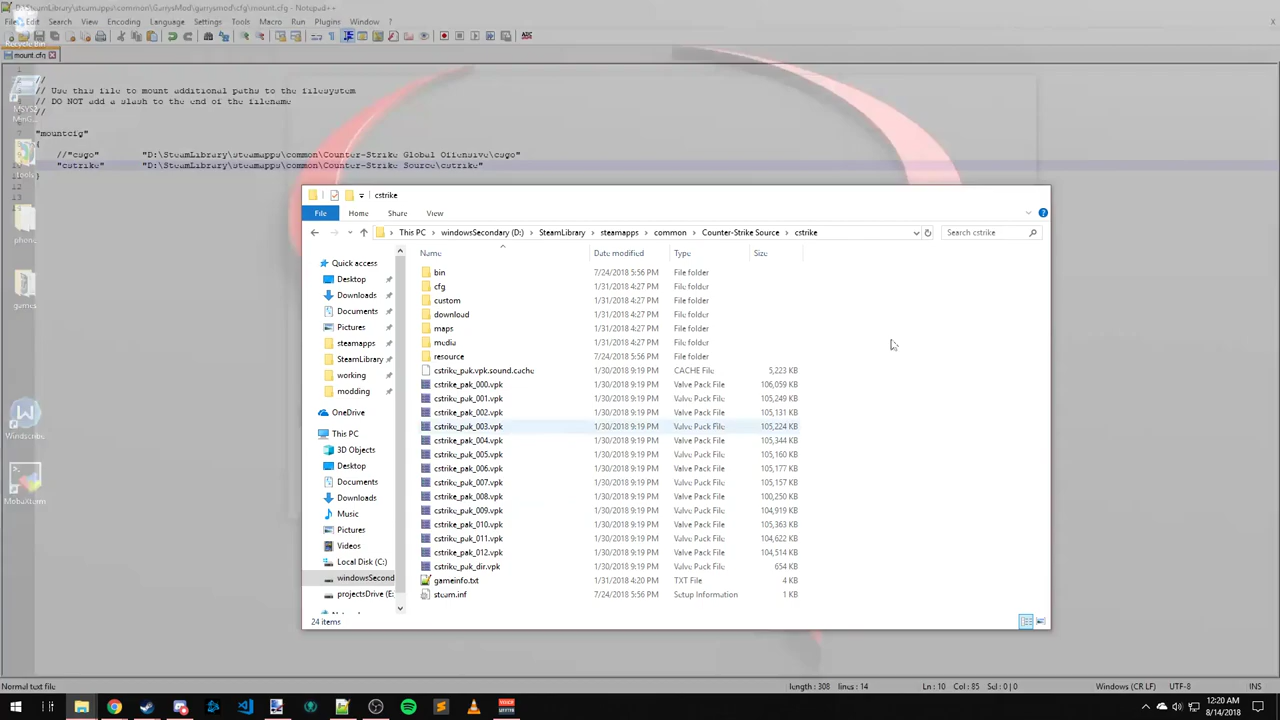 D:\SteamLibrary\steamapps\common\GarrysMod\garrysmod\cfg\mount.cfg - Notepad++
File Edit Search View Encoding Language Settings Tools Macro Run Plugins Window ?
Recycle Bin
mount.cfg
1
//
// Use this file to mount additional paths to the filesystem
// DO NOT add a slash to the end of the filename
//
"mountcfg"
{
//"csgo" "D:\SteamLibrary\steamapps\common\Counter-Strike Global Offensive\csgo"
"cstrike" "D:\SteamLibrary\steamapps\common\Counter-Strike Source\cstrike"
}
12
13
Tools
phone
games
Windscribe
MobaXterm
cstrike
File Home Share View
This PC > windowsSecondary (D:) > SteamLibrary > steamapps > common > Counter-Strike Source > cstrike
Search cstrike
Name Date modified Type Size
Quick access
Desktop
Downloads
Documents
Pictures
steamapps
SteamLibrary
working
modding
OneDrive
This PC
3D Objects
Desktop
Documents
Downloads
Music
Pictures
Videos
Local Disk (C:)
windowsSecond
projectsDrive (E:
bin 7/24/2018 5:56 PM File folder
cfg 1/31/2018 4:27 PM File folder
custom 1/31/2018 4:27 PM File folder
download 1/31/2018 4:27 PM File folder
maps 1/31/2018 4:27 PM File folder
media 1/31/2018 4:27 PM File folder
resource 7/24/2018 5:56 PM File folder
cstrike_pak.vpk.sound.cache 1/30/2018 9:19 PM CACHE File 5,223 KB
cstrike_pak_000.vpk 1/30/2018 9:19 PM Valve Pack File 106,059 KB
cstrike_pak_001.vpk 1/30/2018 9:19 PM Valve Pack File 105,249 KB
cstrike_pak_002.vpk 1/30/2018 9:19 PM Valve Pack File 105,131 KB
cstrike_pak_003.vpk 1/30/2018 9:19 PM Valve Pack File 105,224 KB
cstrike_pak_004.vpk 1/30/2018 9:19 PM Valve Pack File 105,344 KB
cstrike_pak_005.vpk 1/30/2018 9:19 PM Valve Pack File 105,160 KB
cstrike_pak_006.vpk 1/30/2018 9:19 PM Valve Pack File 105,177 KB
cstrike_pak_007.vpk 1/30/2018 9:19 PM Valve Pack File 105,157 KB
cstrike_pak_008.vpk 1/30/2018 9:19 PM Valve Pack File 100,250 KB
cstrike_pak_009.vpk 1/30/2018 9:19 PM Valve Pack File 104,919 KB
cstrike_pak_010.vpk 1/30/2018 9:19 PM Valve Pack File 105,363 KB
cstrike_pak_011.vpk 1/30/2018 9:19 PM Valve Pack File 104,622 KB
cstrike_pak_012.vpk 1/30/2018 9:19 PM Valve Pack File 104,514 KB
cstrike_pak_dir.vpk 1/30/2018 9:19 PM Valve Pack File 654 KB
gameinfo.txt 1/31/2018 4:20 PM TXT File 4 KB
steam.inf 7/24/2018 5:56 PM Setup Information 1 KB
24 items
Normal text file length : 308 lines : 14 Ln : 10 Col : 85 Sel : 0 | 0 Windows (CR LF) UTF-8 INS
12:20 AM
8/14/2018